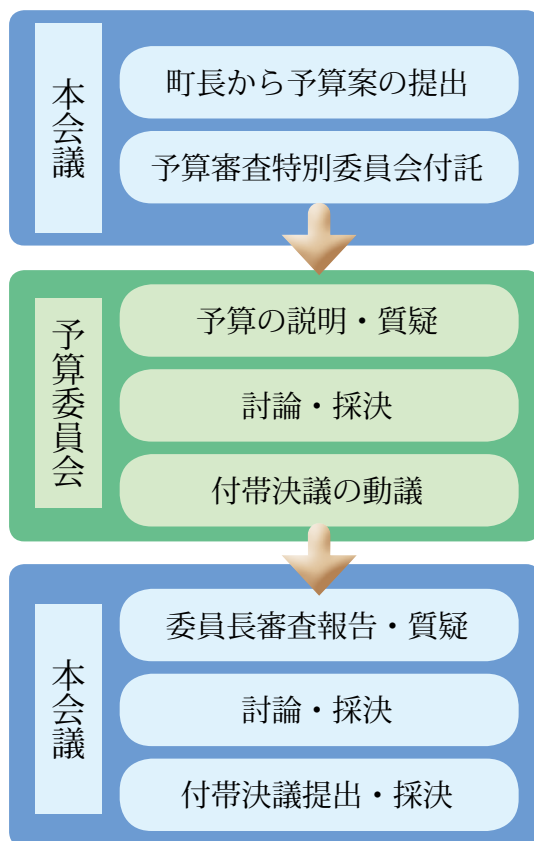 本会議
町長から予算案の提出
予算審査特別委員会付託
予算委員会
予算の説明・質疑
討論・採決
付帯決議の動議
本会議
委員長審査報告・質疑
討論・採決
付帯決議提出・採決